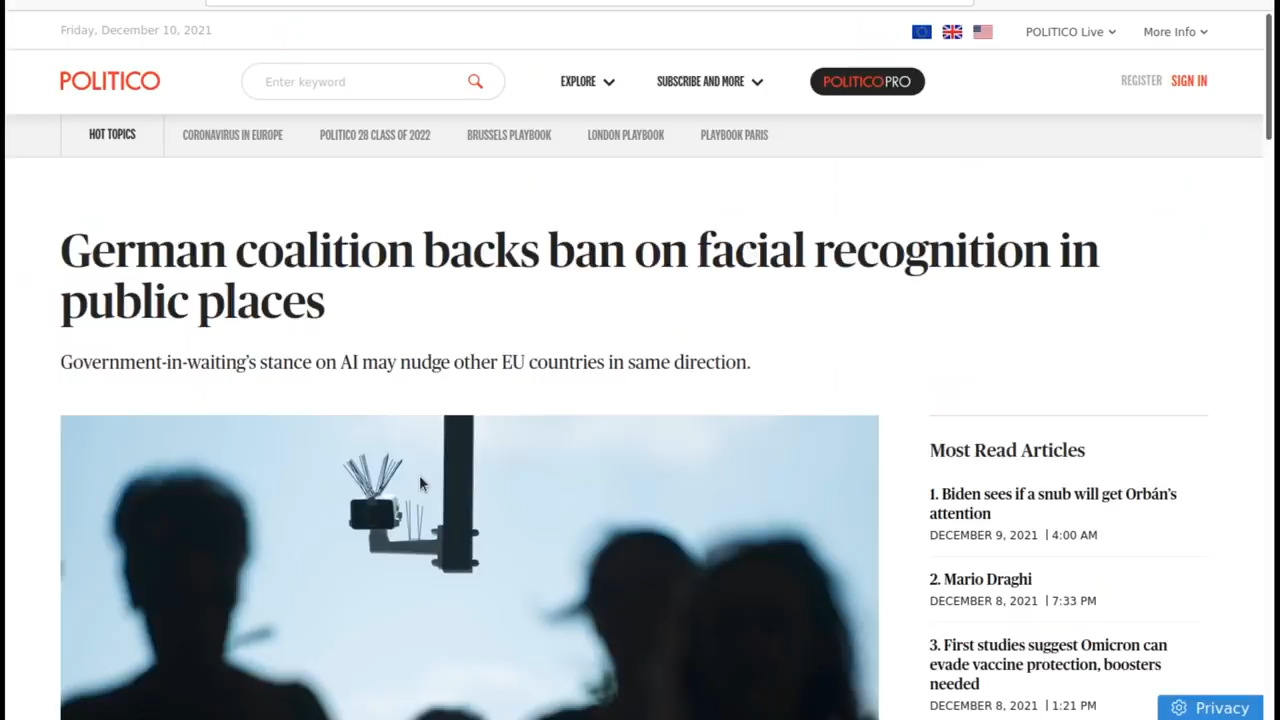 Friday, December 10, 2021
POLITICO Live
More Info
POLITICO
Enter keyword
EXPLORE
SUBSCRIBE AND MORE
POLITICOPRO
REGISTER
SIGN IN
HOT TOPICS
CORONAVIRUS IN EUROPE
POLITICO 28 CLASS OF 2022
BRUSSELS PLAYBOOK
LONDON PLAYBOOK
PLAYBOOK PARIS
German coalition backs ban on facial recognition in
public places
Government-in-waiting’s stance on AI may nudge other EU countries in same direction.
Most Read Articles
1. Biden sees if a snub will get Orbán’s
attention
DECEMBER 9, 2021 | 4:00 AM
2. Mario Draghi
DECEMBER 8, 2021 | 7:33 PM
3. First studies suggest Omicron can
evade vaccine protection, boosters
needed
DECEMBER 8, 2021 | 1:21 PM
Privacy